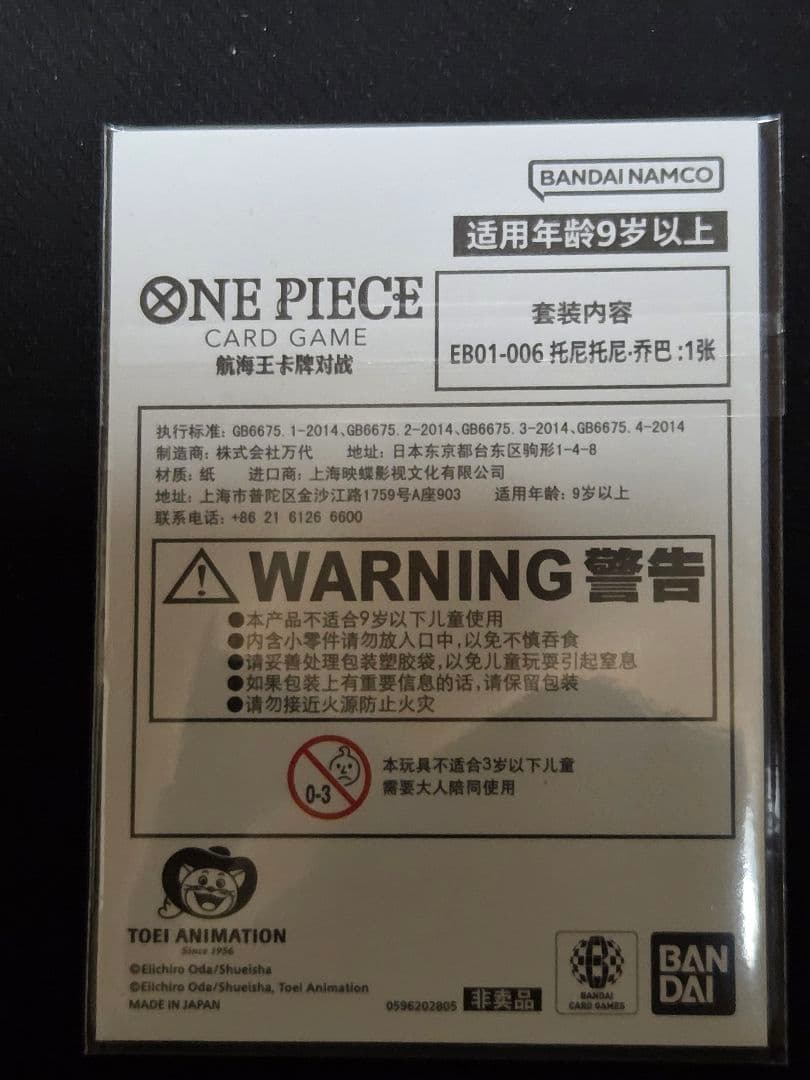 BANDAI NAMCO
适用年龄9岁以上
ONE PIECE
CARD GAME
航海王卡牌对战
套装内容
EB01-006 托尼托尼·乔巴 :1张
执行标准: GB6675.1-2014、GB6675.2-2014、GB6675.3-2014、GB6675.4-2014
制造商: 株式会社万代 地址: 日本东京都台东区驹形1-4-8
材质: 纸 进口商: 上海映蝶影视文化有限公司
地址: 上海市普陀区金沙江路1759号A座903 适用年龄: 9岁以上
联系电话: +86 21 6126 6600
WARNING 警告
●本产品不适合9岁以下儿童使用
●内含小零件请勿放入口中,以免不慎吞食
●请妥善处理包装塑胶袋,以免儿童玩耍引起窒息
●如果包装上有重要信息的话,请保留包装
●请勿接近火源防止火灾
0-3
本玩具不适合3岁以下儿童
需要大人陪同使用
TOEI ANIMATION
Since 1956
©Eiichiro Oda/Shueisha
©Eiichiro Oda/Shueisha, Toei Animation
MADE IN JAPAN
0596202805 非卖品
BANDAI
CARD GAMES
BAN
DAI